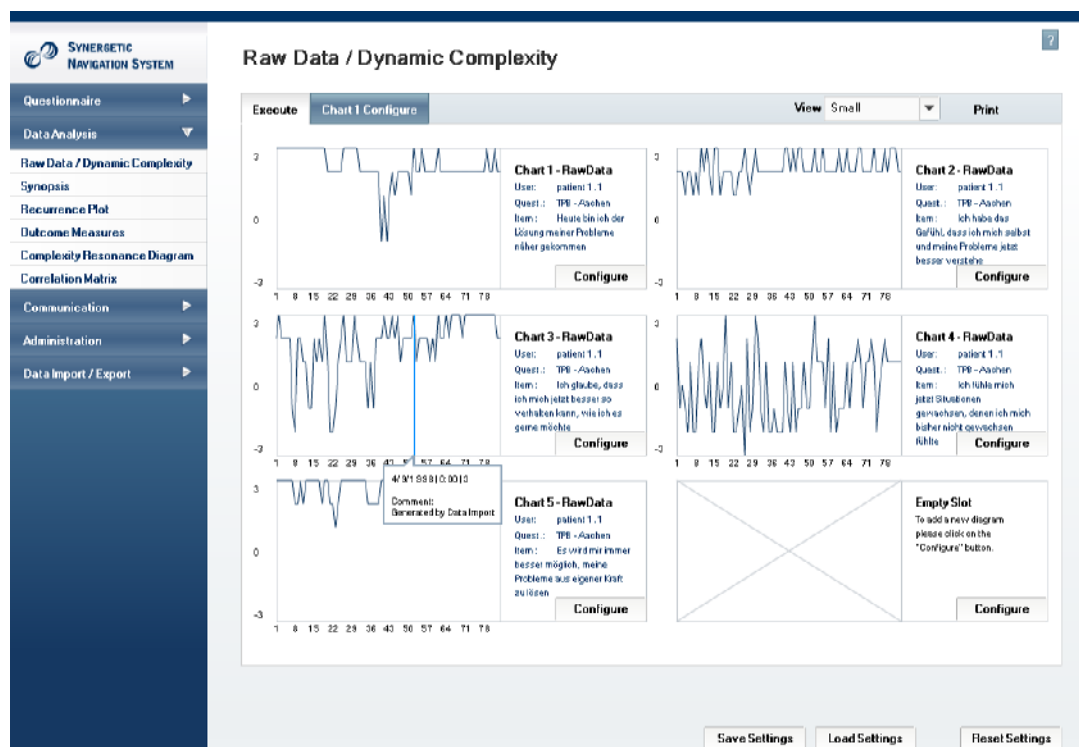 SYNERGETIC
NAVIGATION SYSTEM
?
Raw Data / Dynamic Complexity
Questionnaire
Data Analysis
Raw Data / Dynamic Complexity
Synopsis
Recurrence Plot
Outcome Measures
Complexity Resonance Diagram
Correlation Matrix
Communication
Administration
Data Import / Export
Execute
Chart 1 Configure
View Small
Print
3
0
-3
1 8 15 22 29 36 43 50 57 64 71 78
Chart 1 - RawData
User: patient 1.1
Quest.: TPB - Aachen
Item: Heute bin ich der
Lösung meiner Probleme
näher gekommen
Configure
3
0
-3
1 8 15 22 29 36 43 50 57 64 71 78
Chart 2 - RawData
User: patient 1.1
Quest.: TPB - Aachen
Item: Ich habe das
Gefühl, dass ich mich selbst
und meine Probleme jetzt
besser verstehe
Configure
3
0
-3
1 8 15 22 29 36 43 50 57 64 71 78
Chart 3 - RawData
User: patient 1.1
Quest.: TPB - Aachen
Item: Ich glaube, dass
ich mich jetzt besser so
verhalten kann, wie ich es
gerne möchte
Configure
Comment:
Generated by Data Import
3
0
-3
1 8 15 22 29 36 43 50 57 64 71 78
Chart 4 - RawData
User: patient 1.1
Quest.: TPB - Aachen
Item: Ich fühle mich
jetzt Situationen
gewachsen, denen ich mich
bisher nicht gewachsen
fühlte
Configure
3
0
-3
1 8 15 22 29 36 43 50 57 64 71 78
Chart 5 - RawData
User: patient 1.1
Quest.: TPB - Aachen
Item: Es wird mir immer
besser möglich, meine
Probleme aus eigener Kraft
zu lösen
Configure
Empty Slot
To add a new diagram
please click on the
"Configure" button.
Configure
Save Settings
Load Settings
Reset Settings